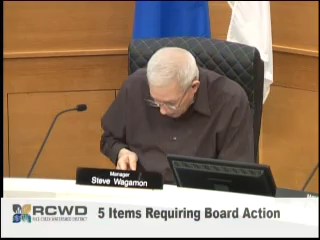 Manager
Steve Wagamon
RCWD
RICE CREEK WATERSHED DISTRICT
5 Items Requiring Board Action